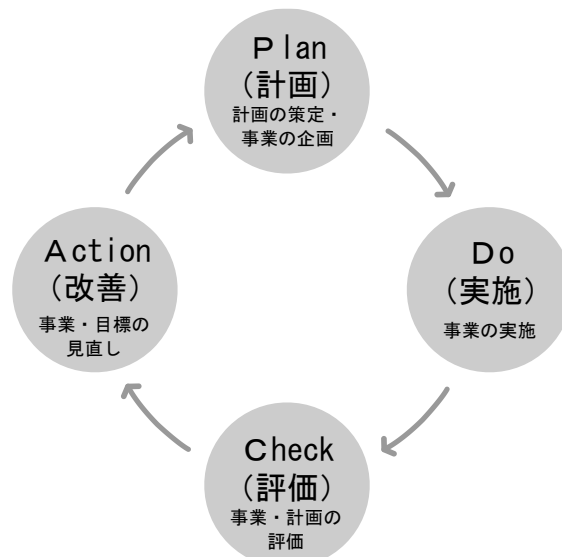 Plan
(計画)
計画の策定・
事業の企画
Do
(実施)
事業の実施
Check
(評価)
事業・計画の
評価
Action
(改善)
事業・目標の
見直し